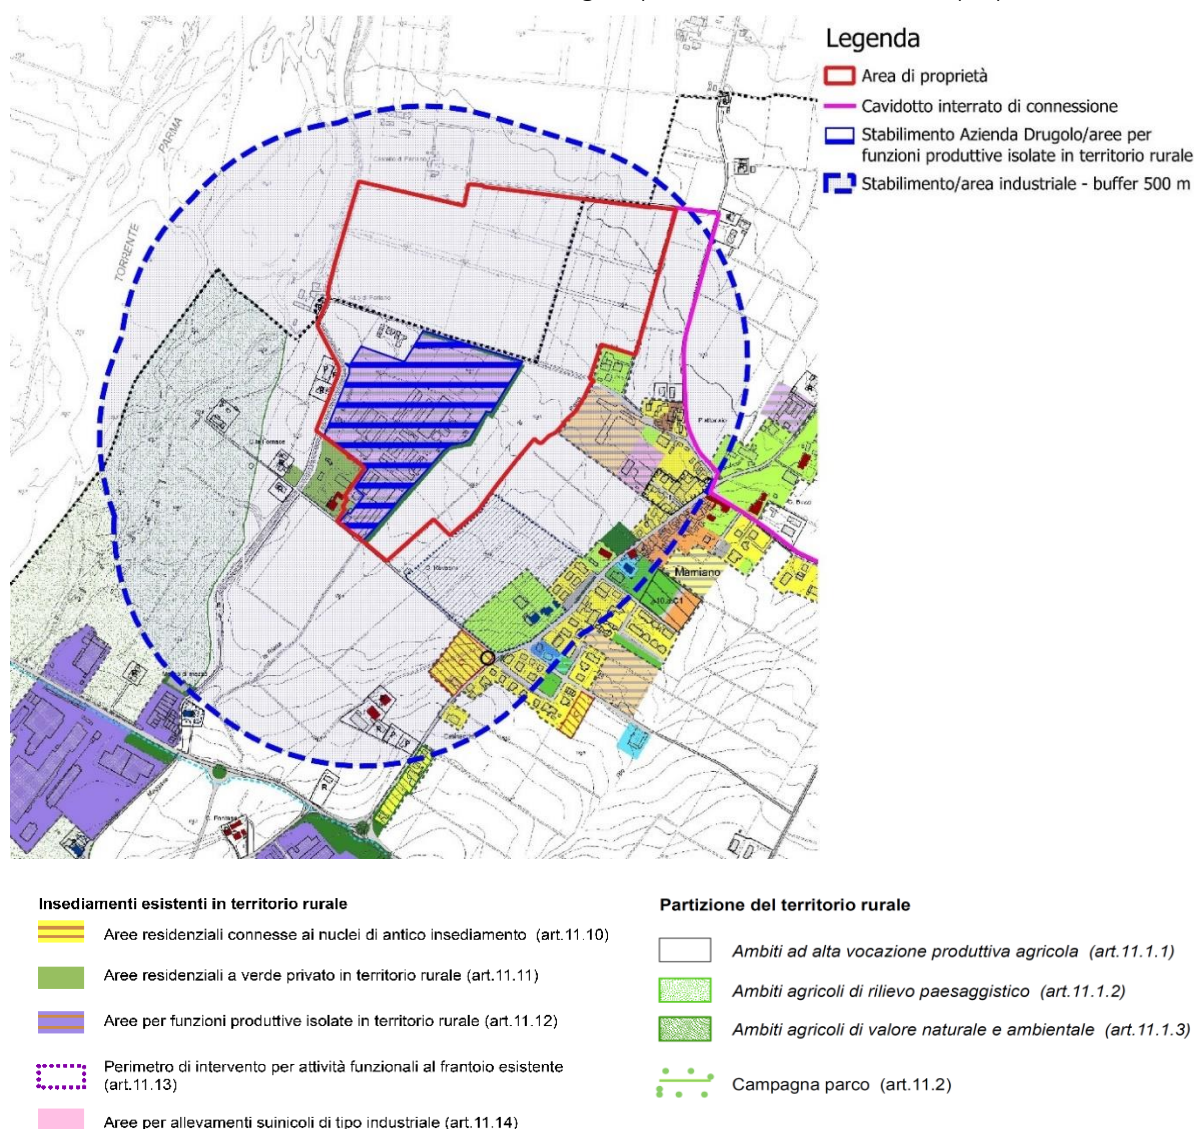 Legenda
Area di proprietà
Cavidotto interrato di connessione
Stabilimento Azienda Drugolo/aree per
funzioni produttive isolate in territorio rurale
Stabilimento/area industriale - buffer 500 m
PARMA
TORRENTE
Mamiano
Insediamenti esistenti in territorio rurale
Aree residenziali connesse ai nuclei di antico insediamento (art.11.10)
Aree residenziali a verde privato in territorio rurale (art.11.11)
Aree per funzioni produttive isolate in territorio rurale (art.11.12)
Perimetro di intervento per attività funzionali al frantoio esistente
(art.11.13)
Aree per allevamenti suinicoli di tipo industriale (art.11.14)
Partizione del territorio rurale
Ambiti ad alta vocazione produttiva agricola (art.11.1.1)
Ambiti agricoli di rilievo paesaggistico (art.11.1.2)
Ambiti agricoli di valore naturale e ambientale (art.11.1.3)
Campagna parco (art.11.2)